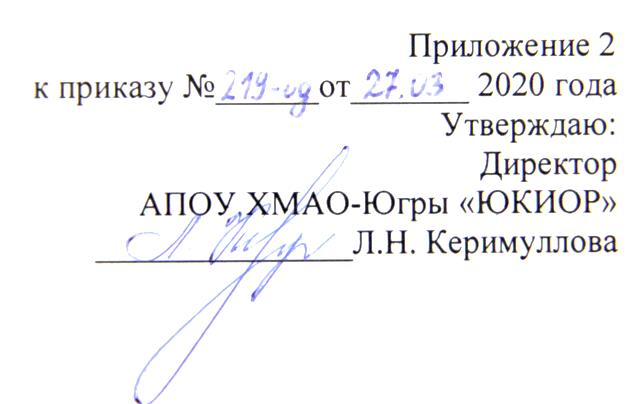 Приложение 2
к приказу №219-од от 27.03 2020 года
Утверждаю:
Директор
АПОУ ХМАО-Югры «ЮКИОР»
Л.Н. Керимуллова